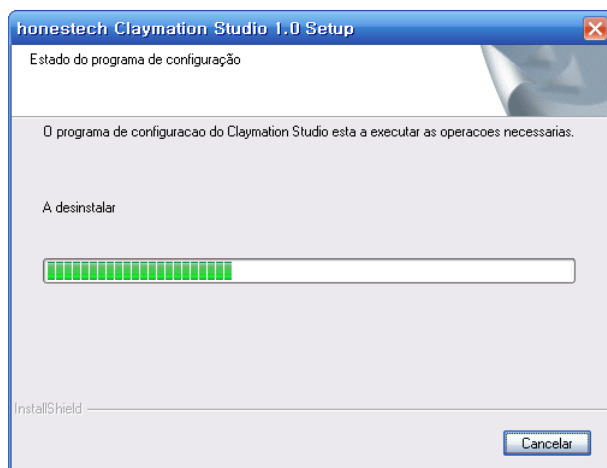 honestech Claymation Studio 1.0 Setup
Estado do programa de configuração
O programa de configuracao do Claymation Studio esta a executar as operacoes necessarias.
A desinstalar
InstallShield
Cancelar